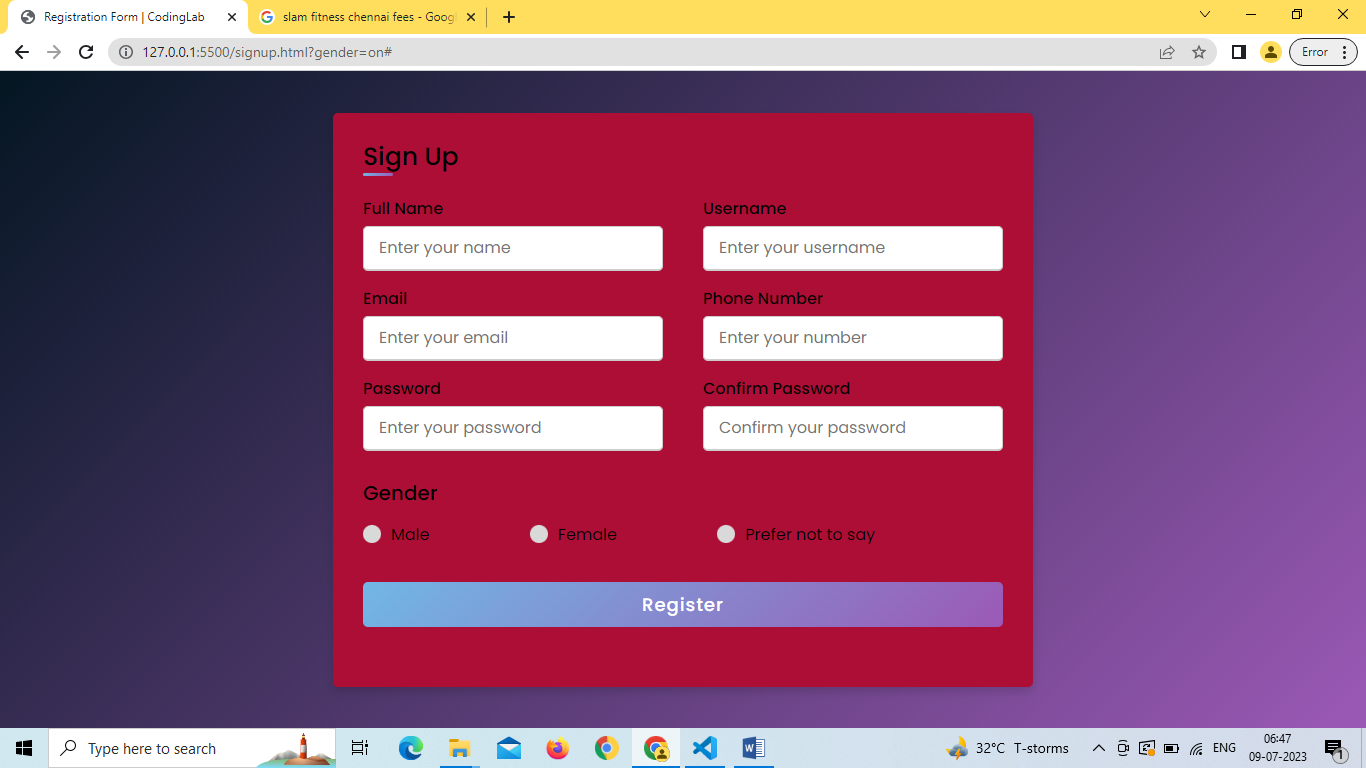 Registration Form | CodingLab
slam fitness chennai fees - Goog
127.0.0.1:5500/signup.html?gender=on#
Error
Sign Up
Full Name
Username
Enter your name
Enter your username
Email
Phone Number
Enter your email
Enter your number
Password
Confirm Password
Enter your password
Confirm your password
Gender
Male
Female
Prefer not to say
Register
Type here to search
32°C T-storms
ENG
06:47
09-07-2023
1